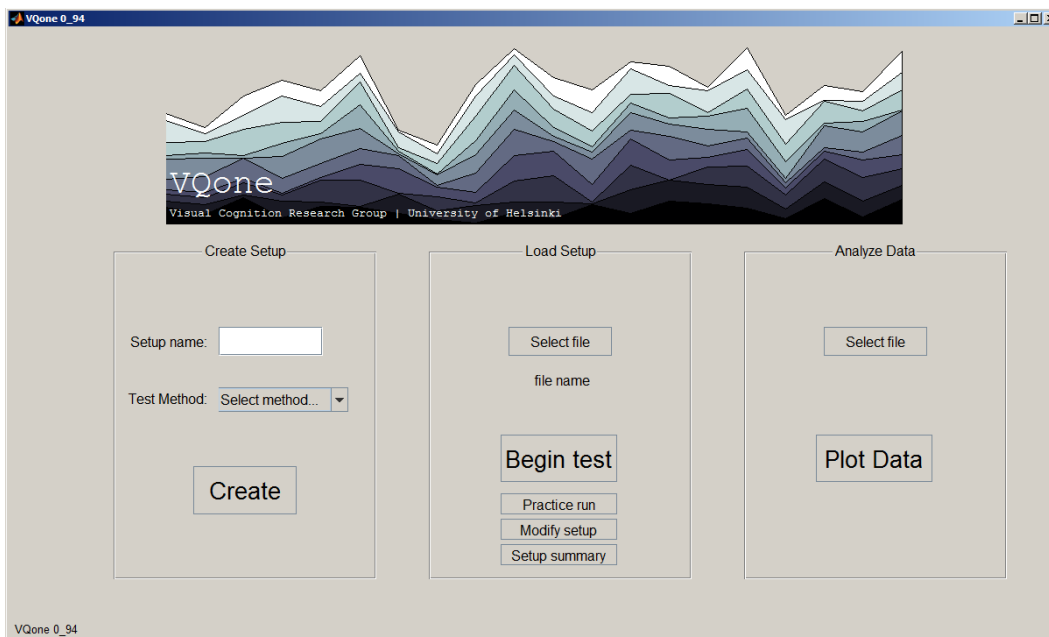 VQone 0_94
VQone
Visual Cognition Research Group | University of Helsinki
Create Setup
Setup name:
Test Method:
Select method...
Create
Load Setup
Select file
file name
Begin test
Practice run
Modify setup
Setup summary
Analyze Data
Select file
Plot Data
VQone 0_94